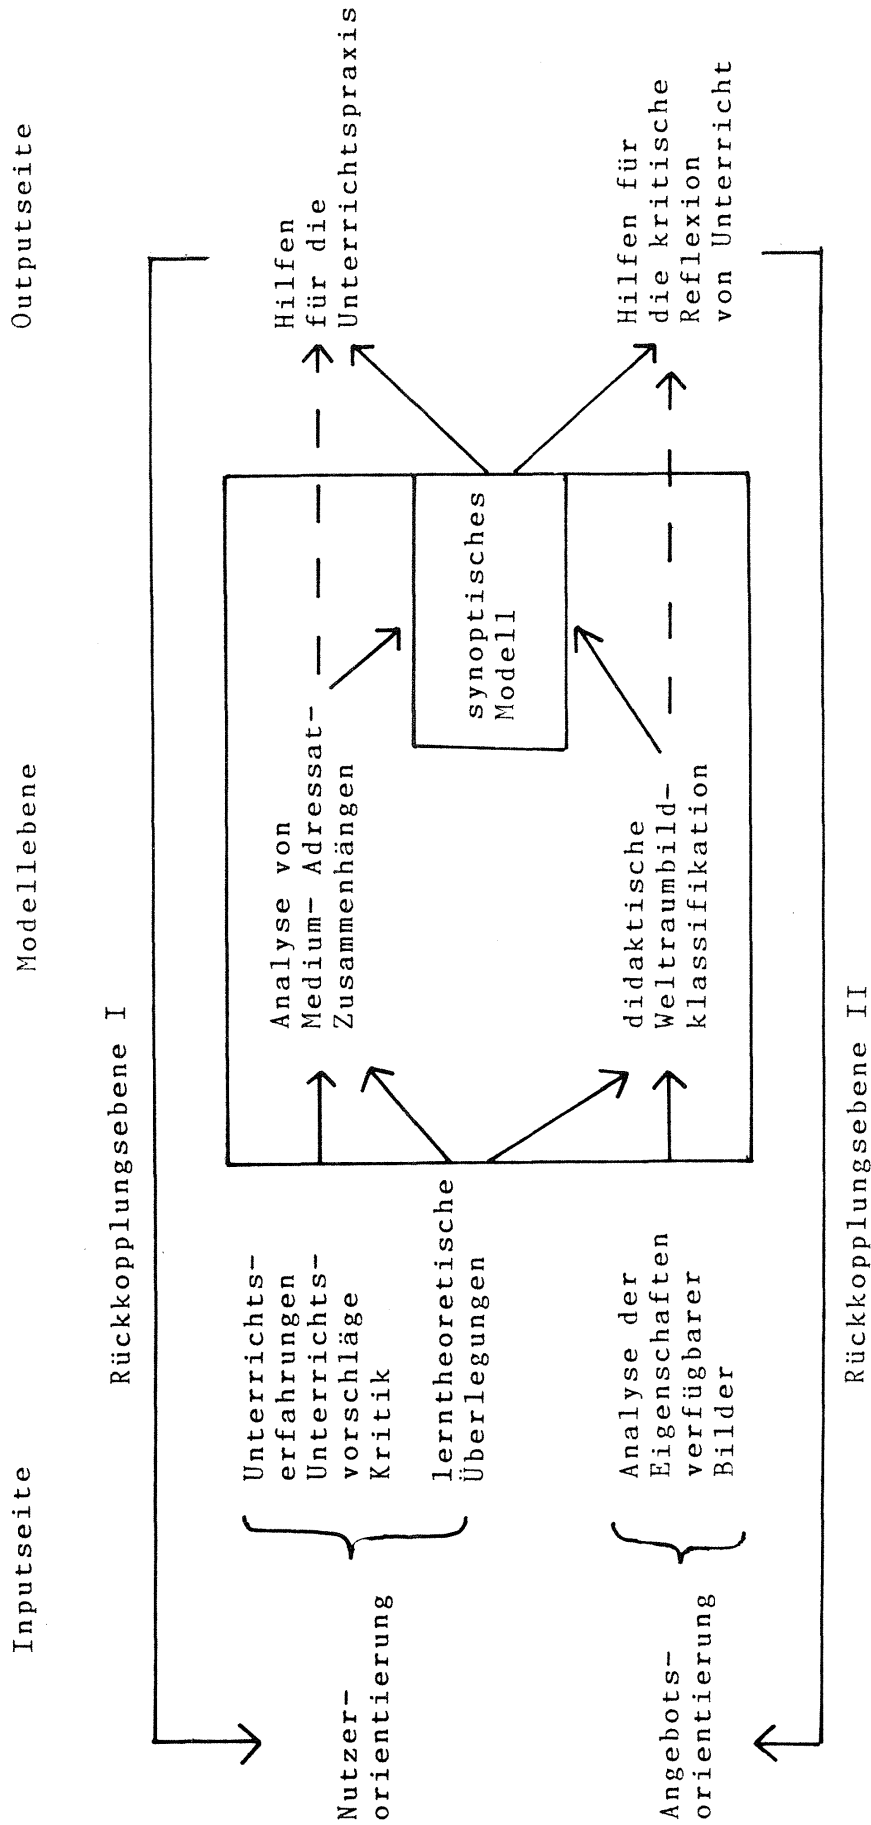 Inputseite
Modellebene
Outputseite
Rückkopplungsebene I
Nutzer-
orientierung
Unterrichts-
erfahrungen
Unterrichts-
vorschläge
Kritik
lerntheoretische
Überlegungen
Analyse von
Medium- Adressat-
Zusammenhängen
synoptisches
Modell
Hilfen
für die
Unterrichtspraxis
Angebots-
orientierung
Analyse der
Eigenschaften
verfügbarer
Bilder
didaktische
Weltraumbild-
klassifikation
Hilfen für
die kritische
Reflexion
von Unterricht
Rückkopplungsebene II